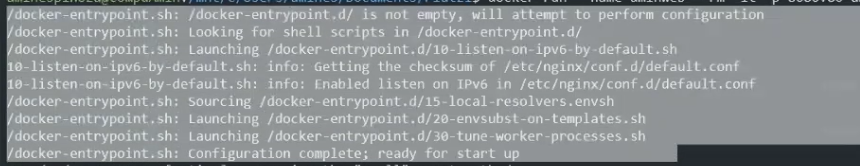 /docker-entrypoint.sh: /docker-entrypoint.d/ is not empty, will attempt to perform configuration
/docker-entrypoint.sh: Looking for shell scripts in /docker-entrypoint.d/
/docker-entrypoint.sh: Launching /docker-entrypoint.d/10-listen-on-ipv6-by-default.sh
10-listen-on-ipv6-by-default.sh: info: Getting the checksum of /etc/nginx/conf.d/default.conf
10-listen-on-ipv6-by-default.sh: info: Enabled listen on IPv6 in /etc/nginx/conf.d/default.conf
/docker-entrypoint.sh: Sourcing /docker-entrypoint.d/15-local-resolvers.envsh
/docker-entrypoint.sh: Launching /docker-entrypoint.d/20-envsubst-on-templates.sh
/docker-entrypoint.sh: Launching /docker-entrypoint.d/30-tune-worker-processes.sh
/docker-entrypoint.sh: Configuration complete; ready for start up